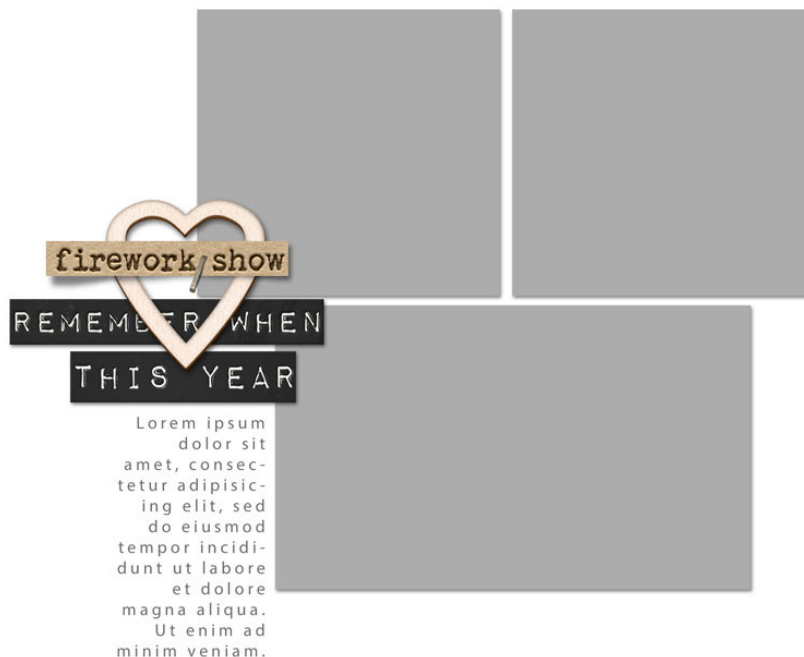 firework show
REMEMBER WHEN
THIS YEAR
Lorem ipsum
dolor sit
amet, consec-
tetur adipisic-
ing elit, sed
do eiusmod
tempor incidi-
dunt ut labore
et dolore
magna aliqua.
Ut enim ad
minim veniam.